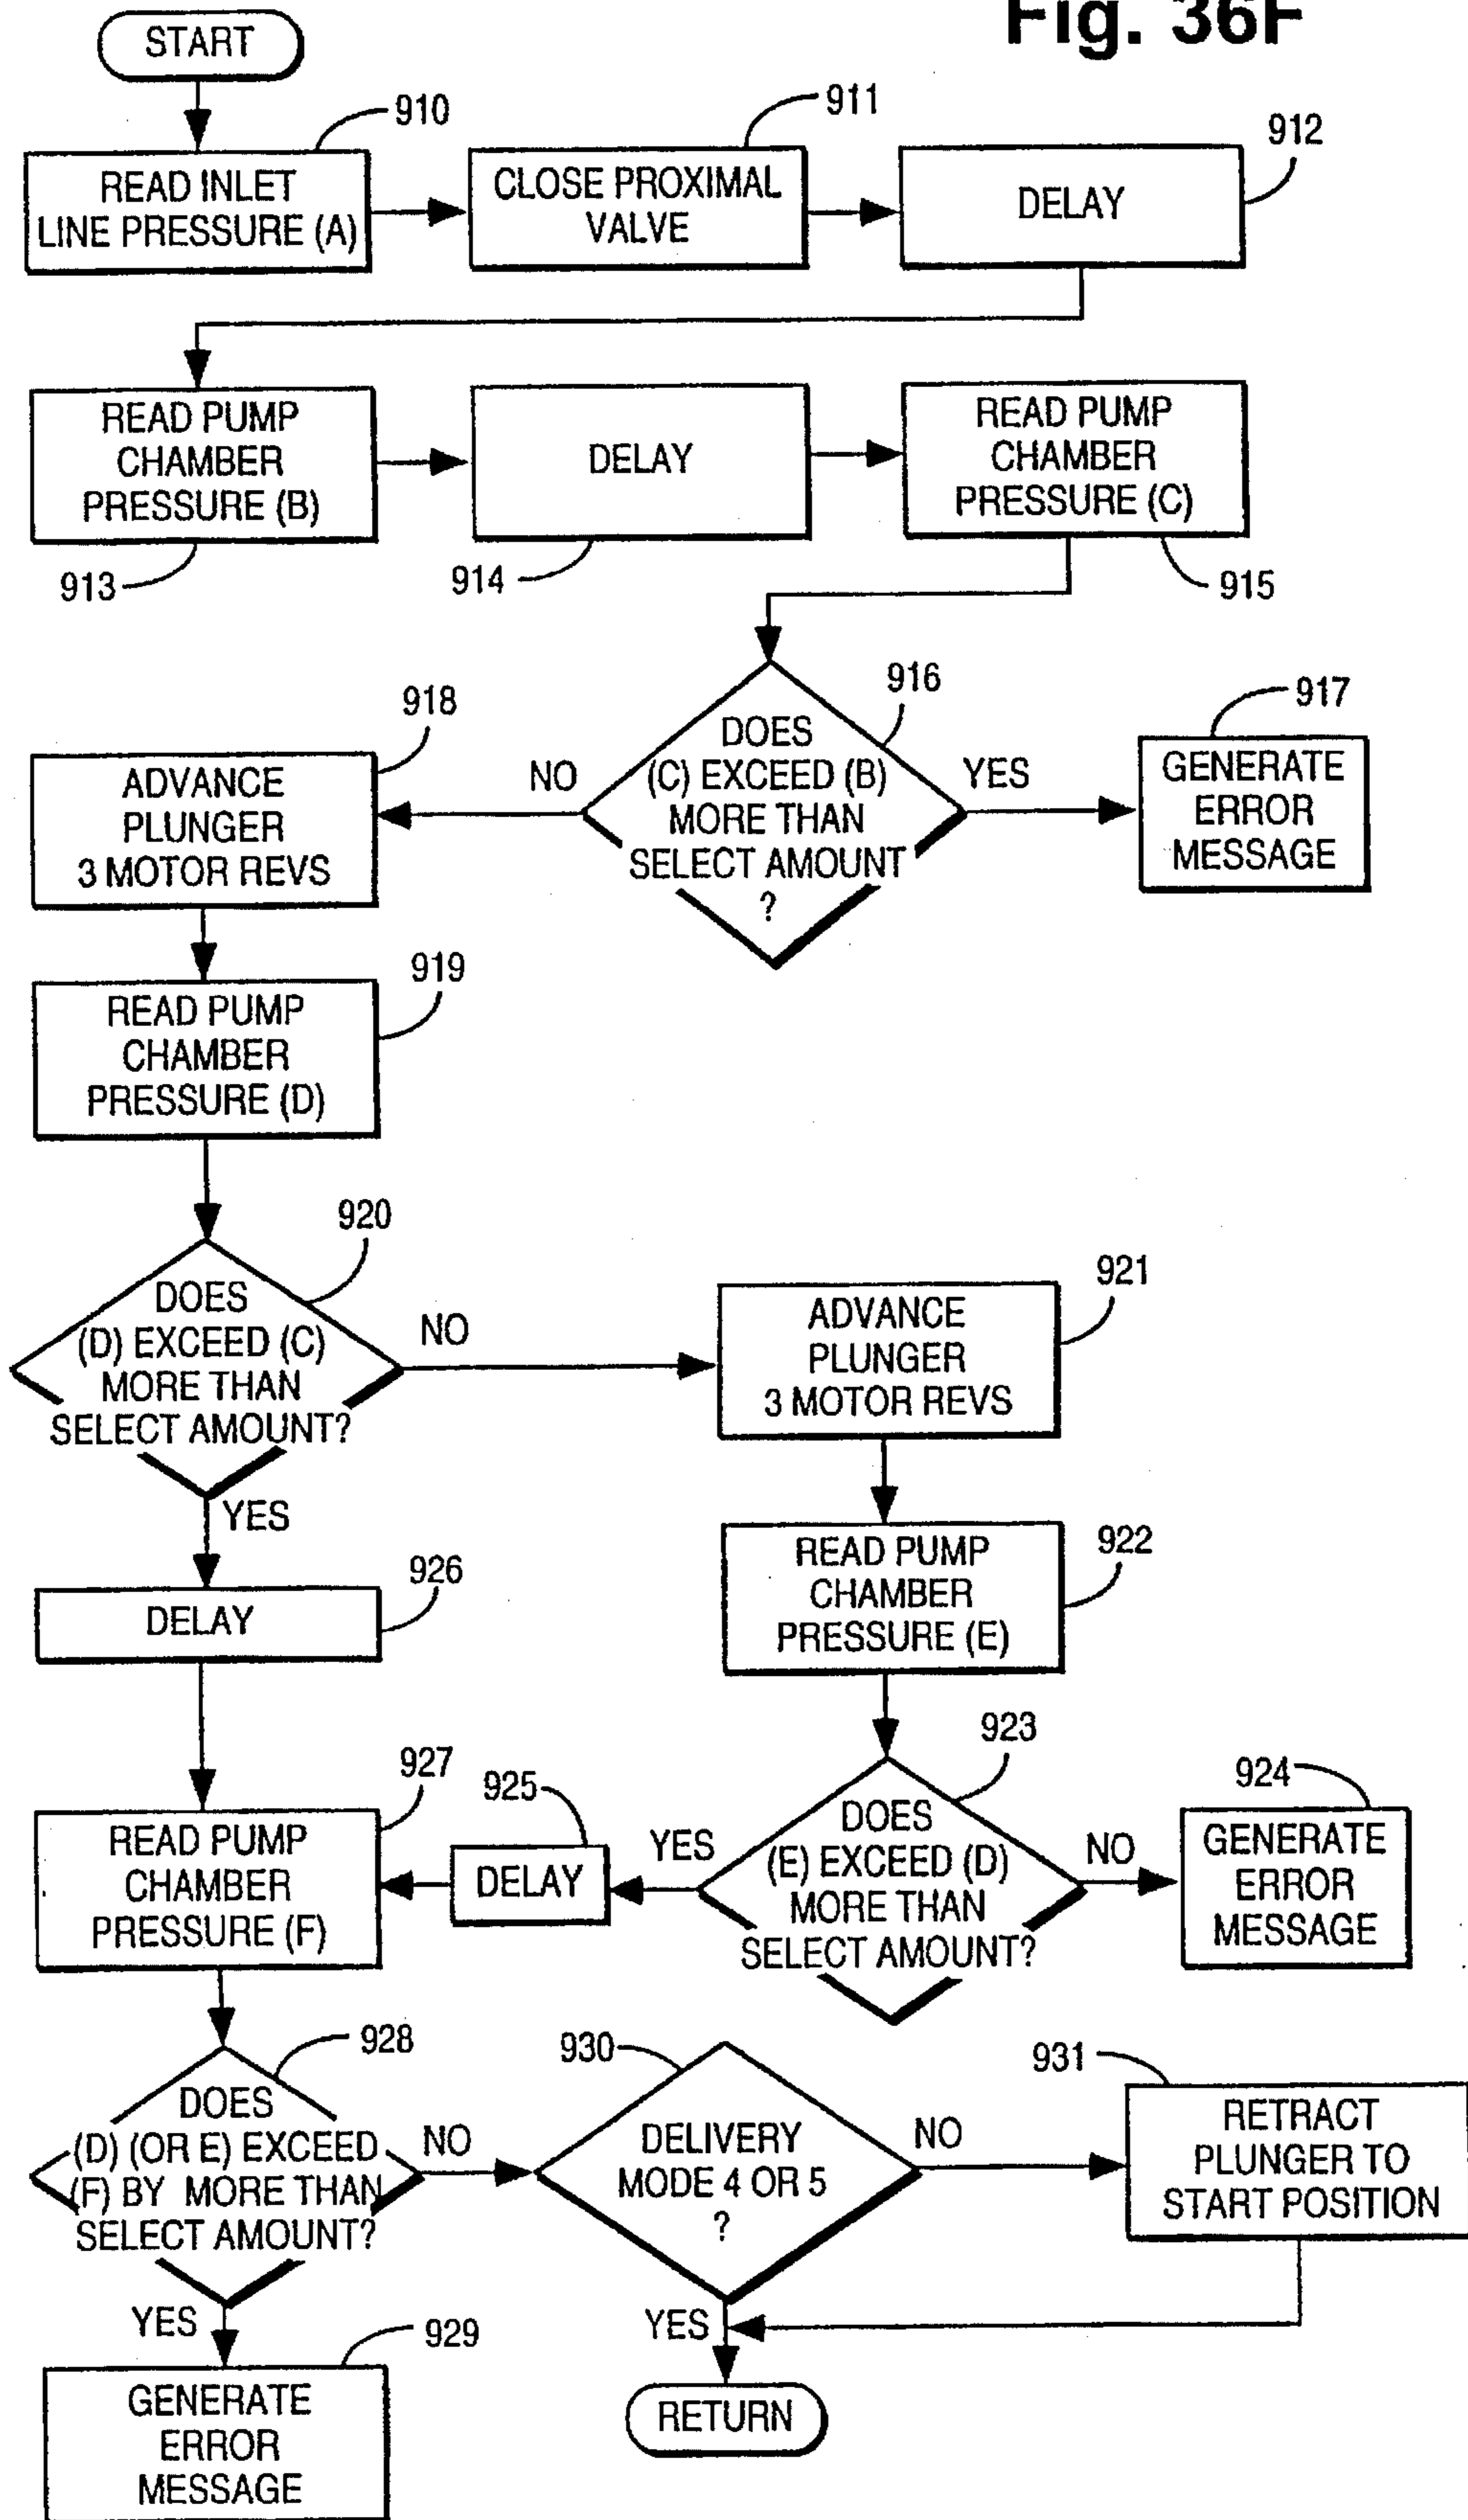 Fig. 36F
START
910
READ INLET
LINE PRESSURE (A)
911
CLOSE PROXIMAL
VALVE
912
DELAY
READ PUMP
CHAMBER
PRESSURE (B)
913
DELAY
914
READ PUMP
CHAMBER
PRESSURE (C)
915
916
DOES
(C) EXCEED (B)
MORE THAN
SELECT AMOUNT
?
NO
YES
917
GENERATE
ERROR
MESSAGE
918
ADVANCE
PLUNGER
3 MOTOR REVS
919
READ PUMP
CHAMBER
PRESSURE (D)
920
DOES
(D) EXCEED (C)
MORE THAN
SELECT AMOUNT?
NO
YES
921
ADVANCE
PLUNGER
3 MOTOR REVS
922
READ PUMP
CHAMBER
PRESSURE (E)
926
DELAY
923
DOES
(E) EXCEED (D)
MORE THAN
SELECT AMOUNT?
YES
NO
924
GENERATE
ERROR
MESSAGE
925
DELAY
927
READ PUMP
CHAMBER
PRESSURE (F)
928
DOES
(D) (OR E) EXCEED
(F) BY MORE THAN
SELECT AMOUNT?
NO
YES
929
GENERATE
ERROR
MESSAGE
930
DELIVERY
MODE 4 OR 5
?
NO
YES
931
RETRACT
PLUNGER TO
START POSITION
RETURN